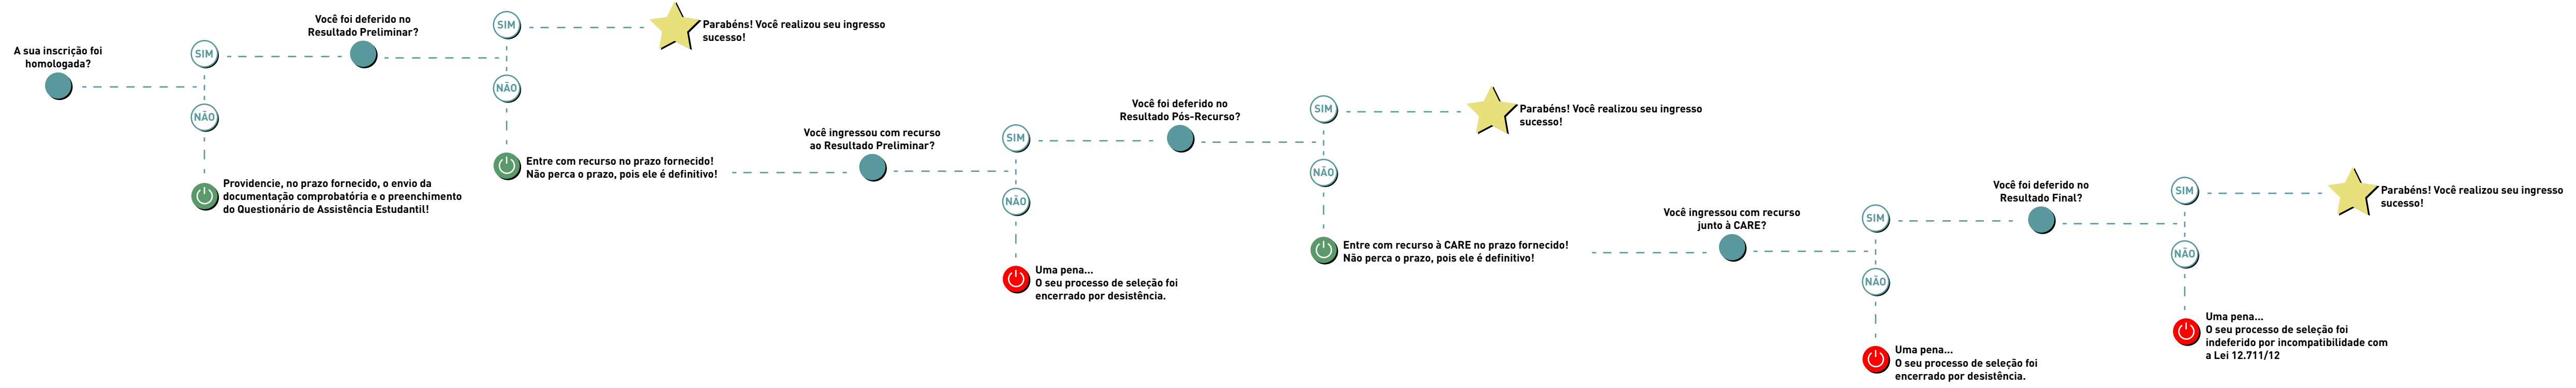 A sua inscrição foi
homologada?
SIM
NÃO
Providencie, no prazo fornecido, o envio da
documentação comprobatória e o preenchimento
do Questionário de Assistência Estudantil!
Você foi deferido no
Resultado Preliminar?
SIM
Parabéns! Você realizou seu ingresso
sucesso!
NÃO
Entre com recurso no prazo fornecido!
Não perca o prazo, pois ele é definitivo!
Você ingressou com recurso
ao Resultado Preliminar?
SIM
NÃO
Uma pena...
O seu processo de seleção foi
encerrado por desistência.
Você foi deferido no
Resultado Pós-Recurso?
SIM
Parabéns! Você realizou seu ingresso
sucesso!
NÃO
Entre com recurso à CARE no prazo fornecido!
Não perca o prazo, pois ele é definitivo!
Você ingressou com recurso
junto à CARE?
SIM
NÃO
Uma pena...
O seu processo de seleção foi
encerrado por desistência.
Você foi deferido no
Resultado Final?
SIM
Parabéns! Você realizou seu ingresso
sucesso!
NÃO
Uma pena...
O seu processo de seleção foi
indeferido por incompatibilidade com
a Lei 12.711/12